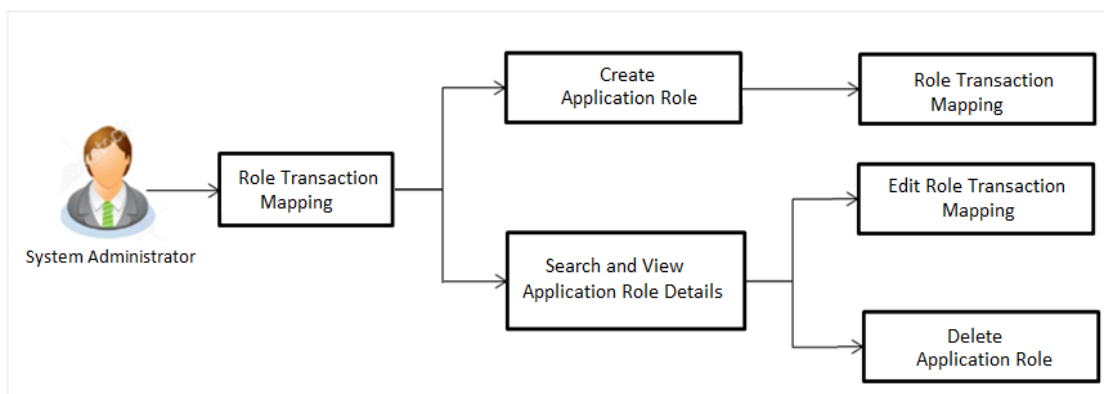 System Administrator
Role Transaction
Mapping
Create
Application Role
Role Transaction
Mapping
Search and View
Application Role Details
Edit Role Transaction
Mapping
Delete
Application Role